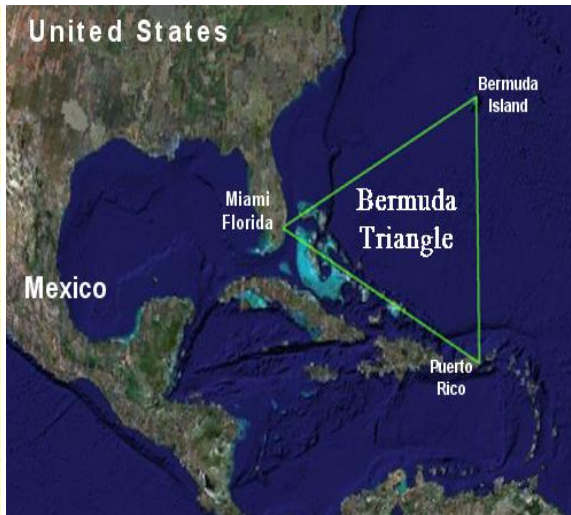 United States
Bermuda
Island
Miami
Florida
Bermuda
Triangle
Mexico
Puerto
Rico